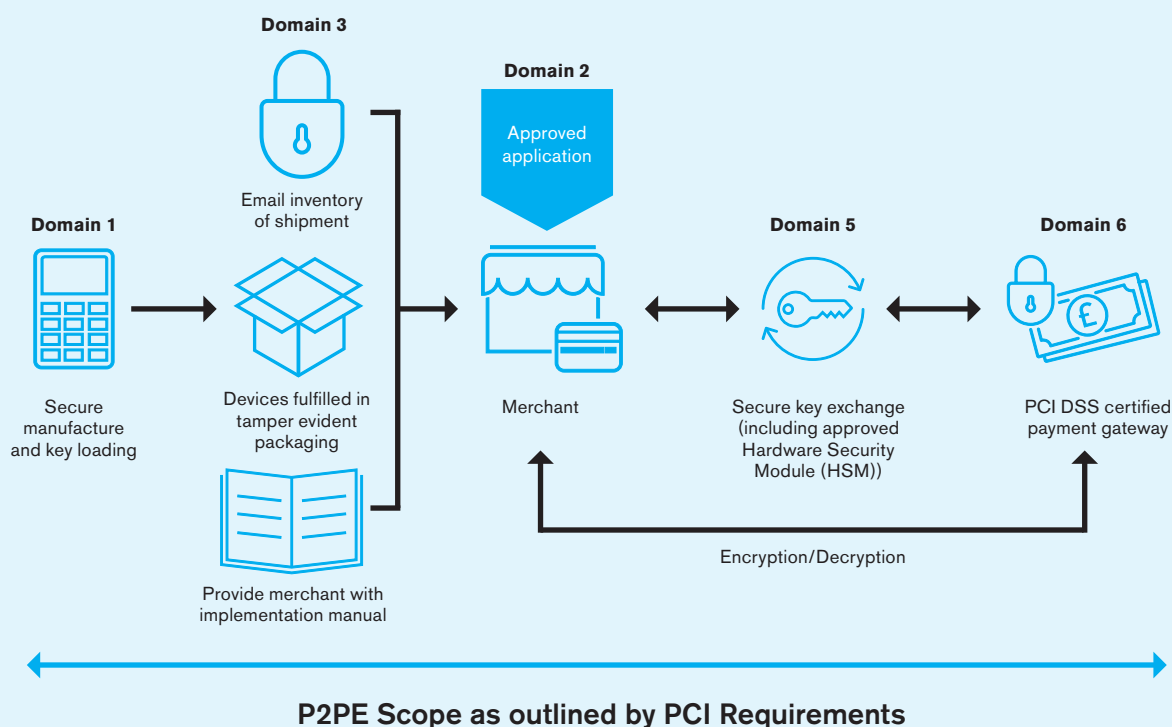 Domain 3
Domain 2
Approved
application
Email inventory
of shipment
Domain 1
Domain 5
Domain 6
Secure
manufacture
and key loading
Devices fulfilled in
tamper evident
packaging
Merchant
Secure key exchange
(including approved
Hardware Security
Module (HSM))
PCI DSS certified
payment gateway
£
Encryption/Decryption
Provide merchant with
implementation manual
P2PE Scope as outlined by PCI Requirements